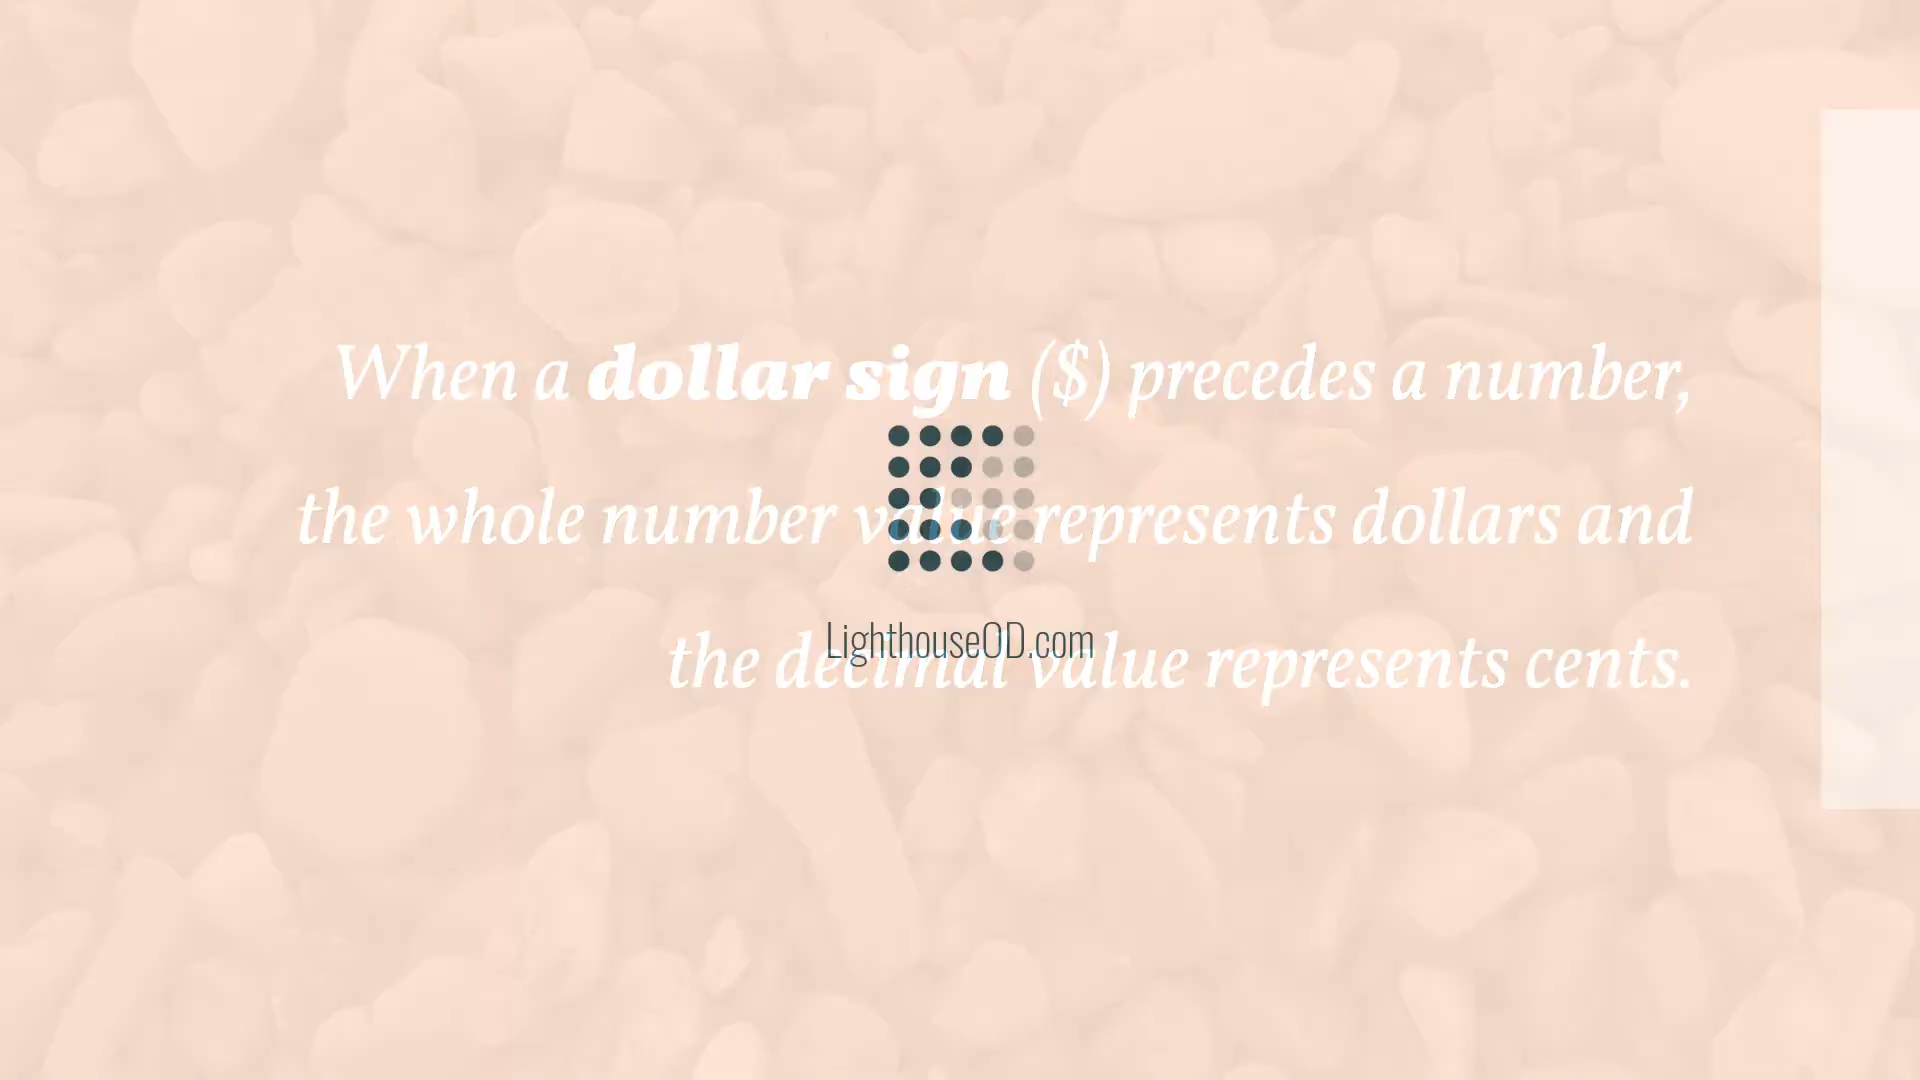 When a dollar sign ($) precedes a number,
the whole number value represents dollars and
the decimal value represents cents.
LighthouseOD.com